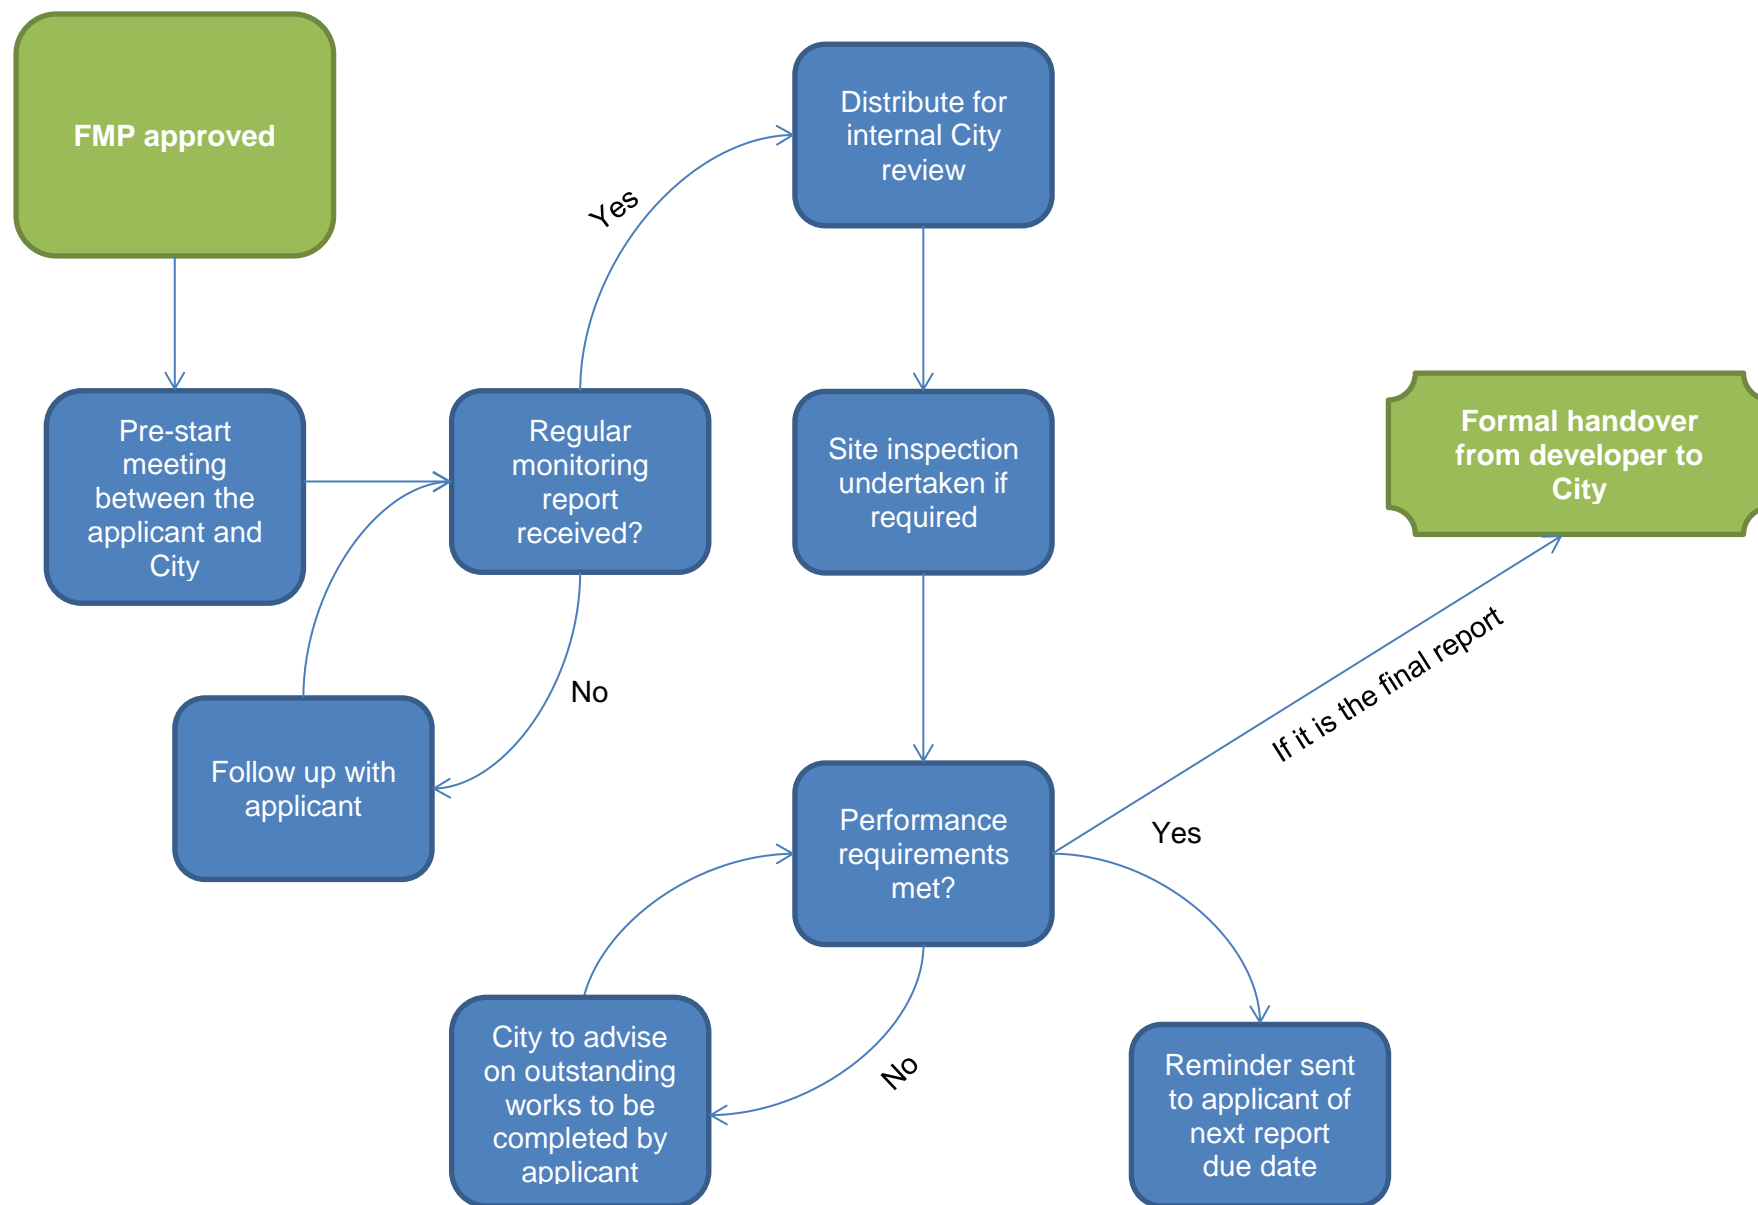 FMP approved
Distribute for
internal City
review
Yes
Pre-start
meeting
between the
applicant and
City
Regular
monitoring
report
received?
Site inspection
undertaken if
required
Formal handover
from developer to
City
No
Follow up with
applicant
If it is the final report
Performance
requirements
met?
Yes
No
City to advise
on outstanding
works to be
completed by
applicant
Reminder sent
to applicant of
next report
due date